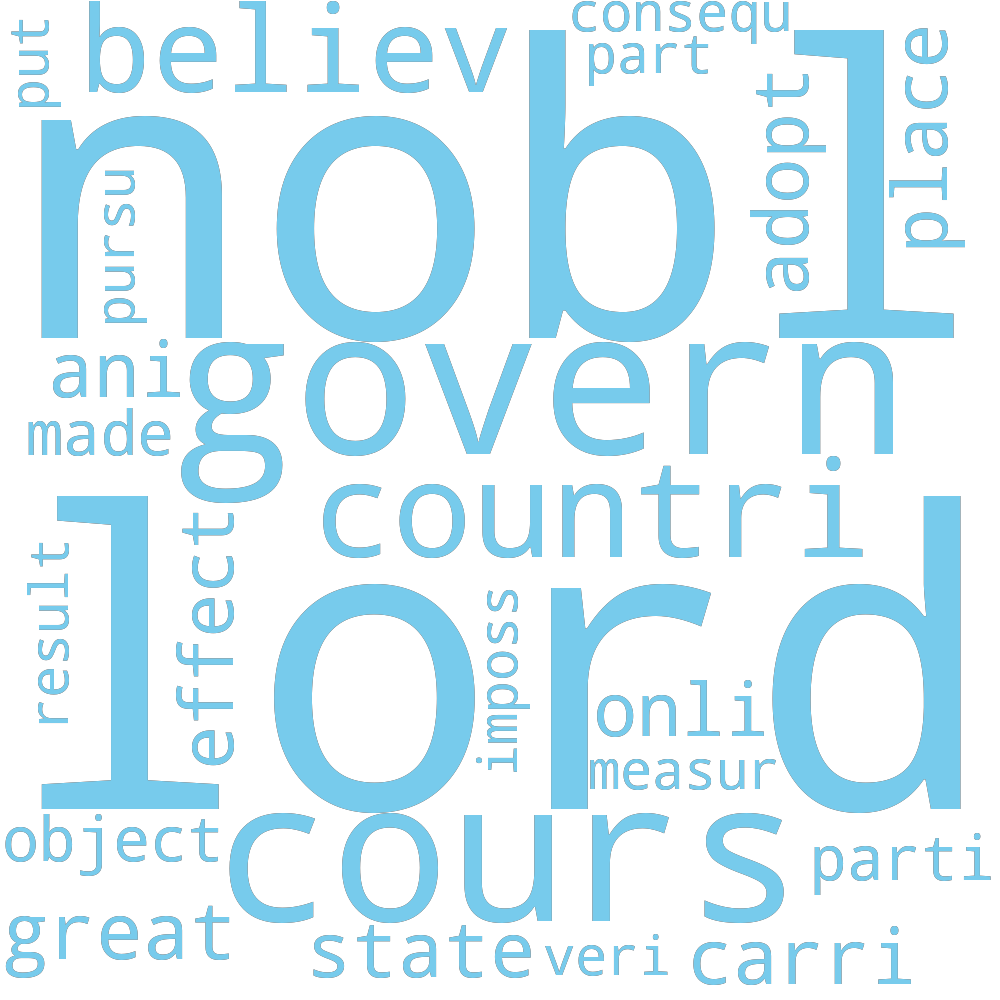 put
believ
consequ
part
nobl
adopt
place
pursu
ani
govern
made
countri
lord
result
effect
imposs
onli
measur
object
cours
parti
great
state
veri
carri